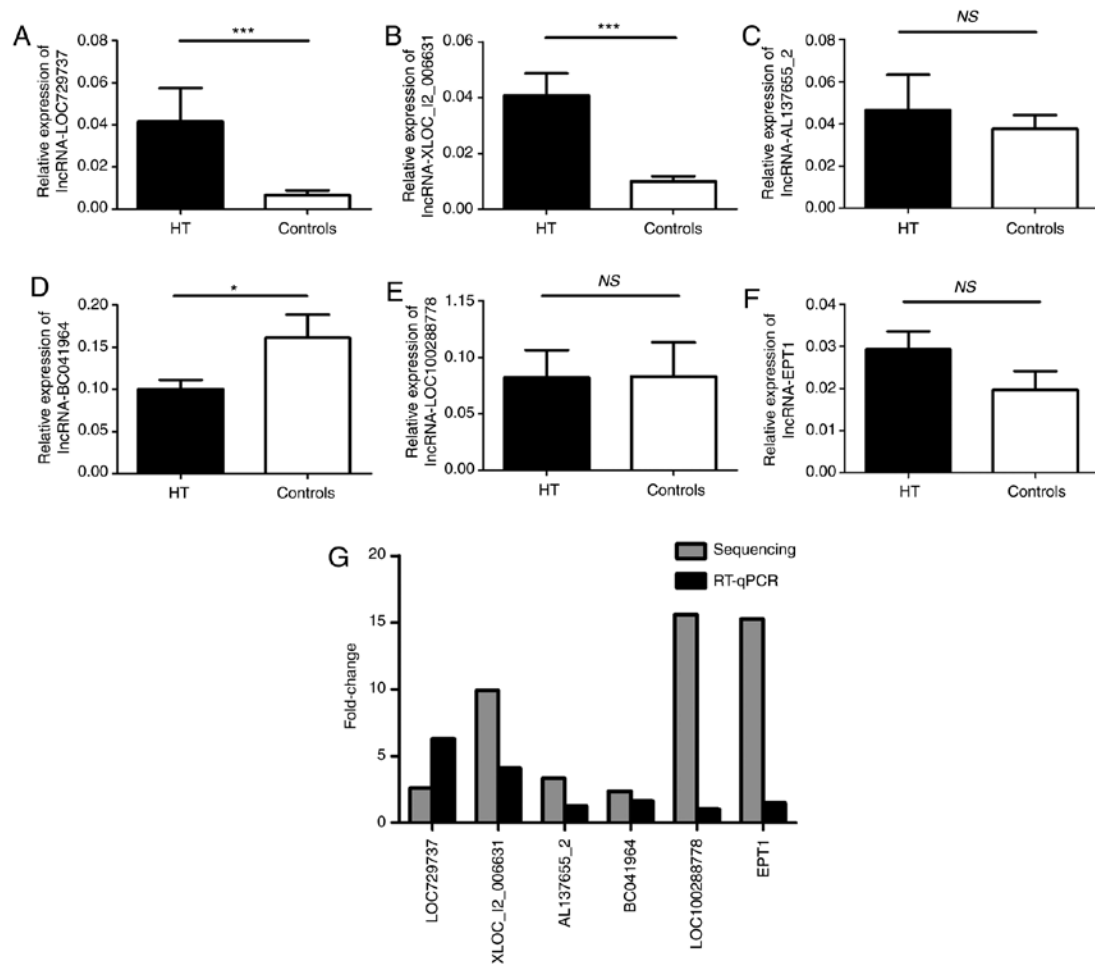 A
Relative expression of
lncRNA-LOC729737
0.08
0.06
0.04
0.02
0.00
***
HT
Controls
B
Relative expression of
lncRNA-XLOC_I2_006631
0.06
0.04
0.02
0.00
***
HT
Controls
C
Relative expression of
lncRNA-AL137655_2
0.08
0.06
0.04
0.02
0.00
NS
HT
Controls
D
Relative expression of
lncRNA-BC041964
0.20
0.15
0.10
0.05
0.00
*
HT
Controls
E
Relative expression of
lncRNA-LOC100288778
1.15
0.10
0.05
0.00
NS
HT
Controls
F
Relative expression of
lncRNA-EPT1
0.04
0.03
0.02
0.01
0.00
NS
HT
Controls
G
Fold-change
20
15
10
5
0
Sequencing
RT-qPCR
LOC729737
XLOC_I2_006631
AL137655_2
BC041964
LOC100288778
EPT1